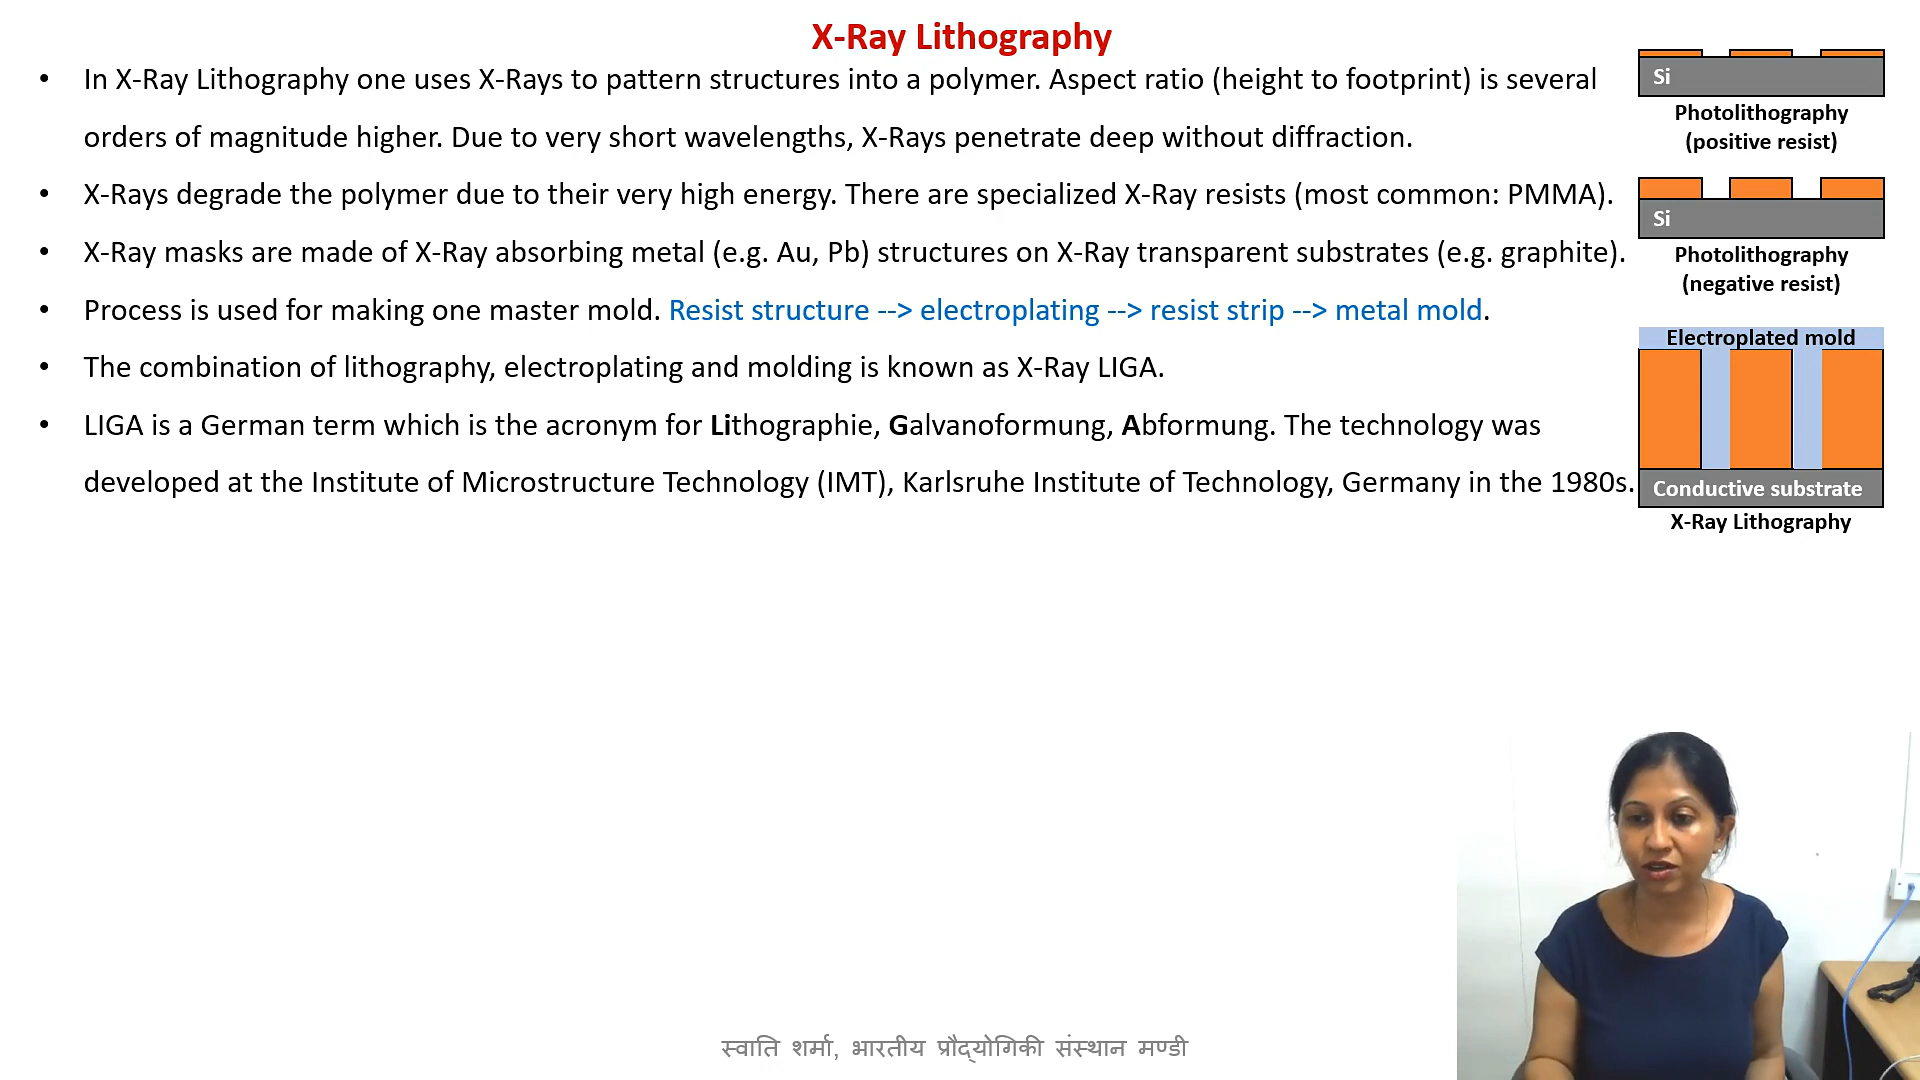 X-Ray Lithography
• In X-Ray Lithography one uses X-Rays to pattern structures into a polymer. Aspect ratio (height to footprint) is several
orders of magnitude higher. Due to very short wavelengths, X-Rays penetrate deep without diffraction.
• X-Rays degrade the polymer due to their very high energy. There are specialized X-Ray resists (most common: PMMA).
• X-Ray masks are made of X-Ray absorbing metal (e.g. Au, Pb) structures on X-Ray transparent substrates (e.g. graphite).
• Process is used for making one master mold. Resist structure --> electroplating --> resist strip --> metal mold.
• The combination of lithography, electroplating and molding is known as X-Ray LIGA.
• LIGA is a German term which is the acronym for Lithographie, Galvanoformung, Abformung. The technology was
developed at the Institute of Microstructure Technology (IMT), Karlsruhe Institute of Technology, Germany in the 1980s.
Si
Photolithography
(positive resist)
Si
Photolithography
(negative resist)
Electroplated mold
Conductive substrate
X-Ray Lithography
स्वाति शर्मा, भारतीय प्रौद्योगिकी संस्थान मण्डी